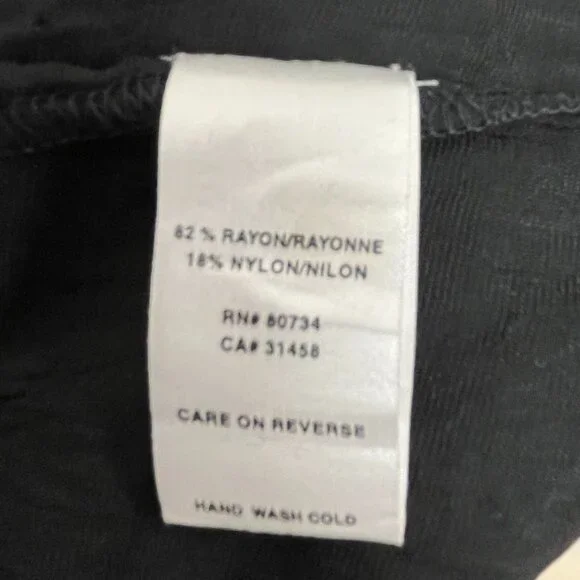 82 % RAYON/RAYONNE
18% NYLON/NILON
RN# 80734
CA# 31458
CARE ON REVERSE
HAND WASH COLD